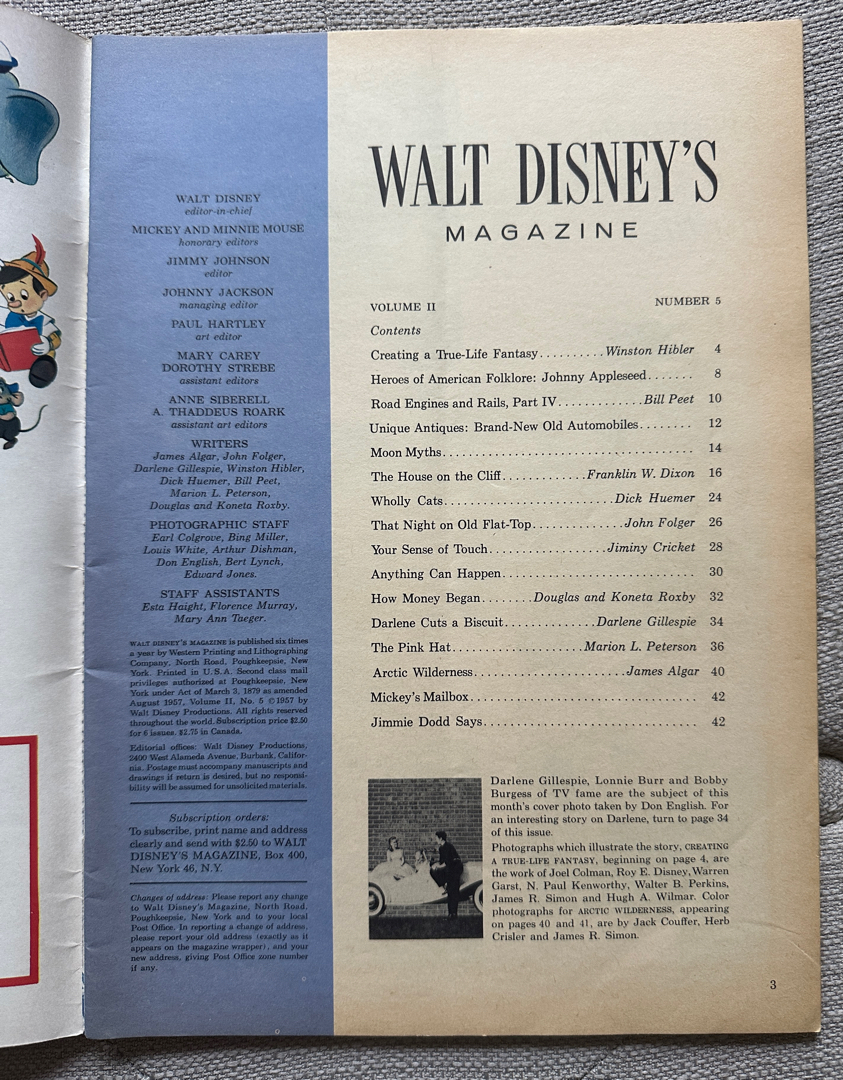 WALT DISNEY
editor-in-chief
MICKEY AND MINNIE MOUSE
honorary editors
JIMMY JOHNSON
editor
JOHNNY JACKSON
managing editor
PAUL HARTLEY
art editor
MARY CAREY
DOROTHY STREBE
assistant editors
ANNE SIBERELL
A. THADDEUS ROARK
assistant art editors
WRITERS
James Algar, John Folger,
Darlene Gillespie, Winston Hibler,
Dick Huemer, Bill Peet,
Marion L. Peterson,
Douglas and Koneta Roxby.
PHOTOGRAPHIC STAFF
Earl Colgrove, Bing Miller,
Louis White, Arthur Dishman,
Don English, Bert Lynch,
Edward Jones.
STAFF ASSISTANTS
Esta Haight, Florence Murray,
Mary Ann Taeger.
WALT DISNEY'S MAGAZINE is published six times
a year by Western Printing and Lithographing
Company, North Road, Poughkeepsie, New
York. Printed in U.S.A. Second class mail
privileges authorized at Poughkeepsie, New
York under Act of March 3, 1879 as amended
August 1957, Volume II, No. 5 © 1957 by
Walt Disney Productions. All rights reserved
throughout the world. Subscription price $2.50
for 6 issues. $2.75 in Canada.
Editorial offices: Walt Disney Productions,
2400 West Alameda Avenue, Burbank, Califor-
nia. Postage must accompany manuscripts and
drawings if return is desired, but no responsi-
bility will be assumed for unsolicited materials.
Subscription orders:
To subscribe, print name and address
clearly and send with $2.50 to WALT
DISNEY'S MAGAZINE, Box 400,
New York 46, N.Y.
Changes of address: Please report any change
to Walt Disney's Magazine, North Road,
Poughkeepsie, New York and to your local
Post Office. In reporting a change of address,
please report your old address (exactly as it
appears on the magazine wrapper), and your
new address, giving Post Office zone number
if any.
WALT DISNEY'S
MAGAZINE
VOLUME II NUMBER 5
Contents
Creating a True-Life Fantasy..........Winston Hibler 4
Heroes of American Folklore: Johnny Appleseed....... 8
Road Engines and Rails, Part IV.............Bill Peet 10
Unique Antiques: Brand-New Old Automobiles........ 12
Moon Myths........................................ 14
The House on the Cliff............Franklin W. Dixon 16
Wholly Cats..........................Dick Huemer 24
That Night on Old Flat-Top.............John Folger 26
Your Sense of Touch..................Jiminy Cricket 28
Anything Can Happen............................ 30
How Money Began........Douglas and Koneta Roxby 32
Darlene Cuts a Biscuit.............Darlene Gillespie 34
The Pink Hat...................Marion L. Peterson 36
Arctic Wilderness......................James Algar 40
Mickey's Mailbox................................. 42
Jimmie Dodd Says............................... 42
Darlene Gillespie, Lonnie Burr and Bobby
Burgess of TV fame are the subject of this
month's cover photo taken by Don English. For
an interesting story on Darlene, turn to page 34
of this issue.
Photographs which illustrate the story, CREATING
A TRUE-LIFE FANTASY, beginning on page 4, are
the work of Joel Colman, Roy E. Disney, Warren
Garst, N. Paul Kenworthy, Walter B. Perkins,
James R. Simon and Hugh A. Wilmar. Color
photographs for ARCTIC WILDERNESS, appearing
on pages 40 and 41, are by Jack Couffer, Herb
Crisler and James R. Simon.
3